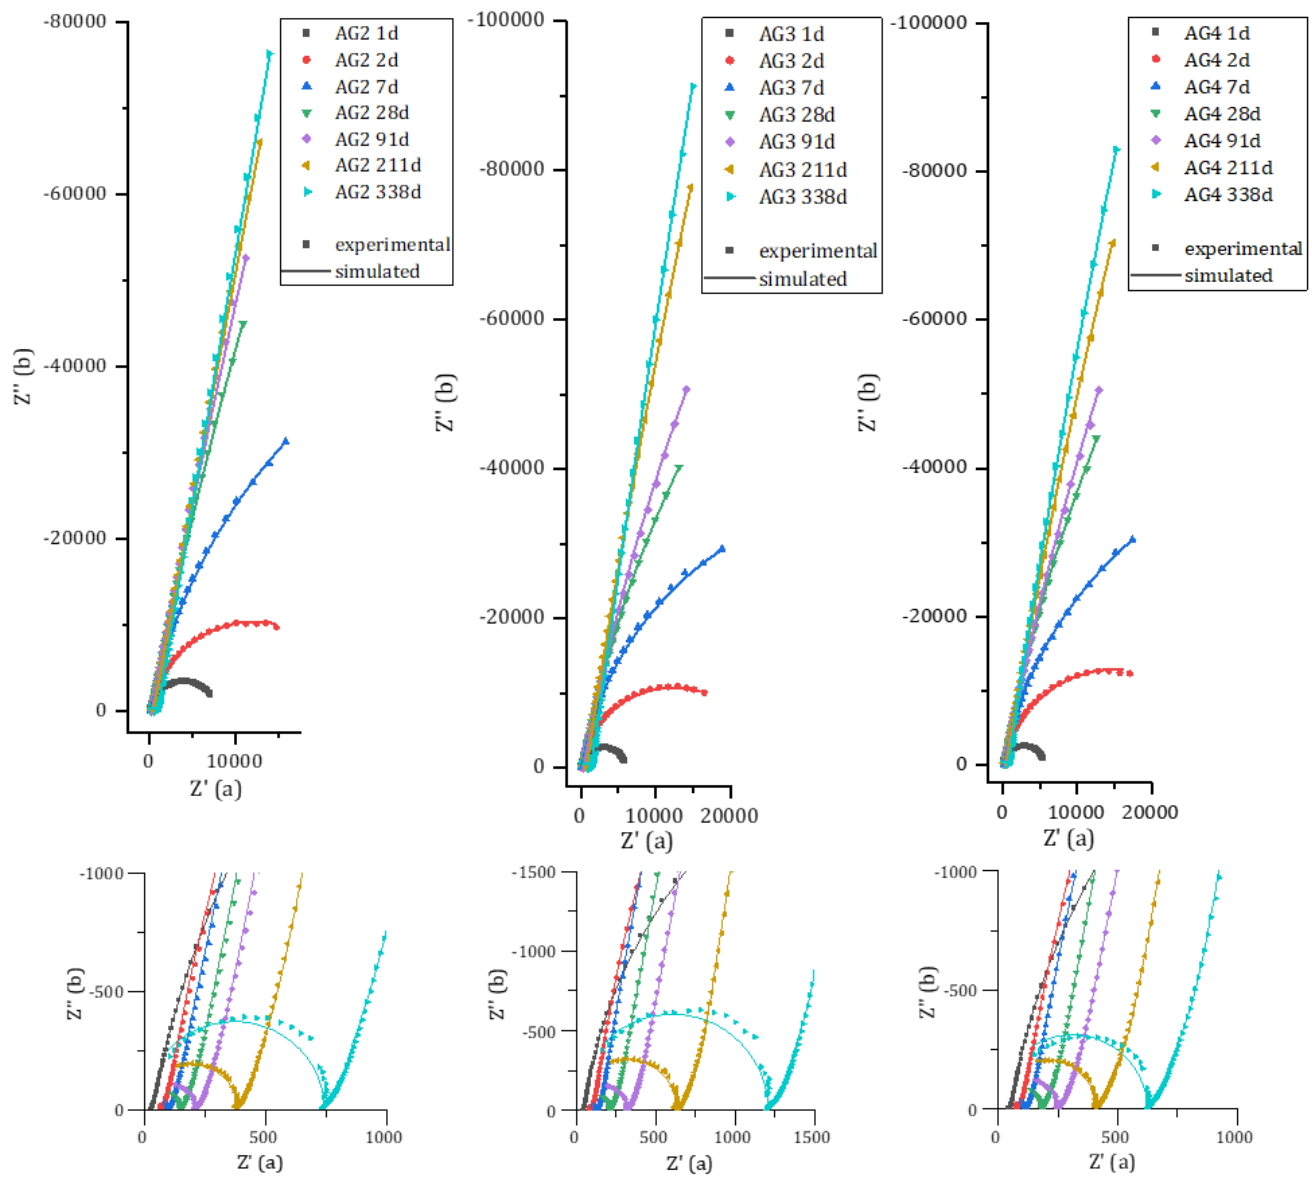 -80000
-60000
-40000
-20000
0
Z'' (b)
0
10000
Z' (a)
AG2 1d
AG2 2d
AG2 7d
AG2 28d
AG2 91d
AG2 211d
AG2 338d
experimental
simulated
-100000
-80000
-60000
-40000
-20000
0
Z'' (b)
0
10000
20000
Z' (a)
AG3 1d
AG3 2d
AG3 7d
AG3 28d
AG3 91d
AG3 211d
AG3 338d
experimental
simulated
-100000
-80000
-60000
-40000
-20000
0
Z'' (b)
0
10000
20000
Z' (a)
AG4 1d
AG4 2d
AG4 7d
AG4 28d
AG4 91d
AG4 211d
AG4 338d
experimental
simulated
-1000
-500
0
Z'' (b)
0
500
1000
Z' (a)
-1500
-1000
-500
0
Z'' (b)
0
500
1000
1500
Z' (a)
-1000
-500
0
Z'' (b)
0
500
1000
Z' (a)